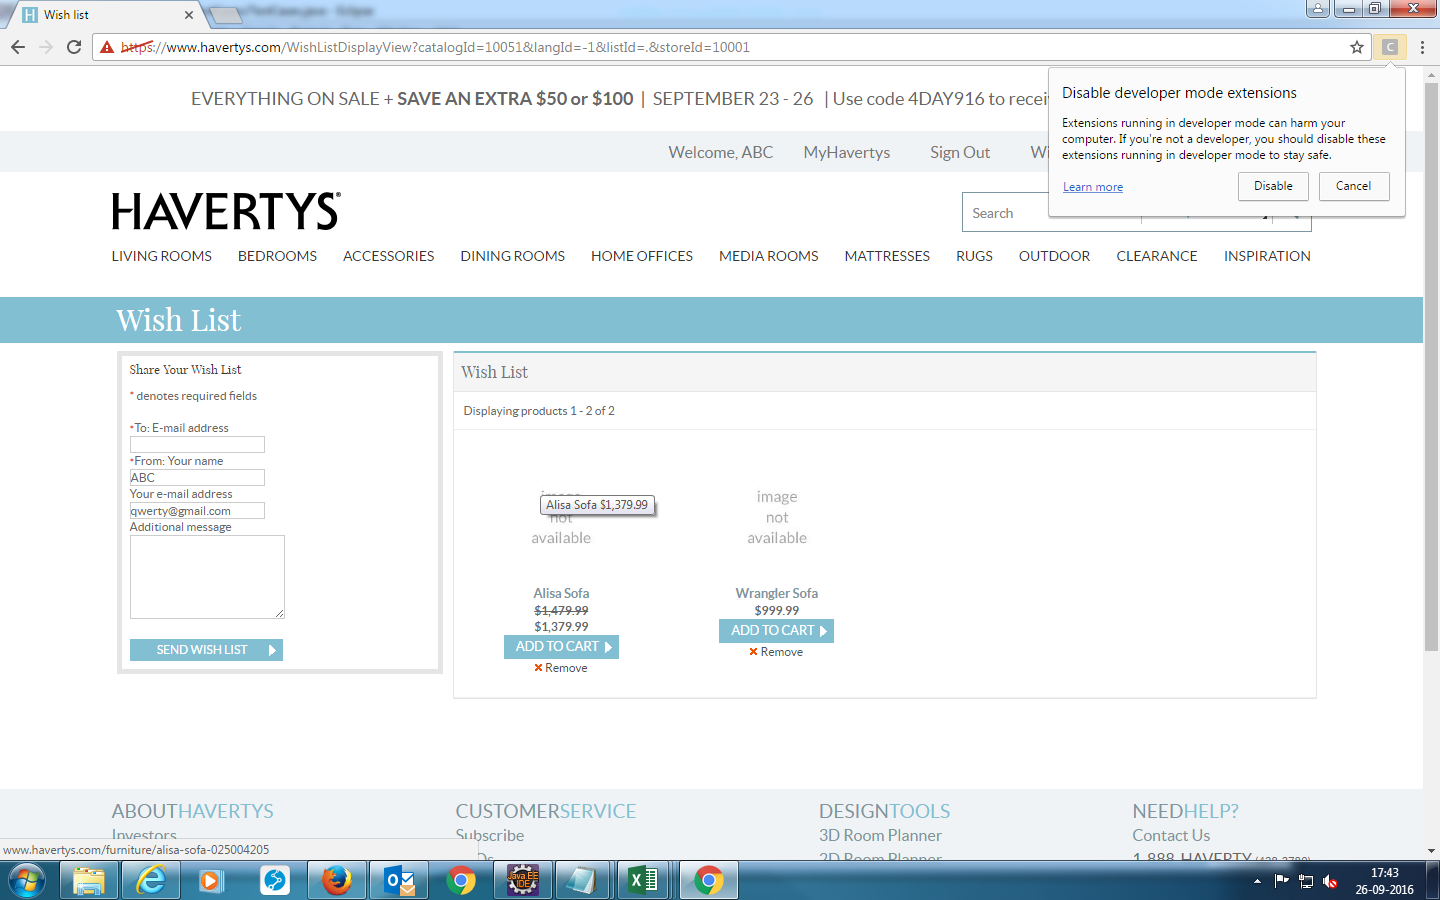 Wish list
https://www.havertys.com/WishListDisplayView?catalogId=10051&langId=-1&listId=.&storeId=10001
C
Disable developer mode extensions
Extensions running in developer mode can harm your
computer. If you're not a developer, you should disable these
extensions running in developer mode to stay safe.
Learn more
Disable
Cancel
EVERYTHING ON SALE + SAVE AN EXTRA $50 or $100 | SEPTEMBER 23 - 26 | Use code 4DAY916 to
Welcome, ABC
MyHavertys
Sign Out
HAVERTYS
Search
LIVING ROOMS
BEDROOMS
ACCESSORIES
DINING ROOMS
HOME OFFICES
MEDIA ROOMS
MATTRESSES
RUGS
OUTDOOR
CLEARANCE
INSPIRATION
Wish List
Share Your Wish List
* denotes required fields
*To: E-mail address
*From: Your name
ABC
Your e-mail address
qwerty@gmail.com
Additional message
SEND WISH LIST
Wish List
Displaying products 1 - 2 of 2
Alisa Sofa $1,379.99
not
available
Alisa Sofa
$1,479.99
$1,379.99
ADD TO CART
Remove
image
not
available
Wrangler Sofa
$999.99
ADD TO CART
Remove
ABOUTHAVERTYS
Investors
CUSTOMERSERVICE
Subscribe
DESIGNTOOLS
3D Room Planner
2D Room Planner
NEEDHELP?
Contact Us
1-888-HAVERTY
www.havertys.com/furniture/alisa-sofa-025004205
Java EE
IDE
17:43
26-09-2016